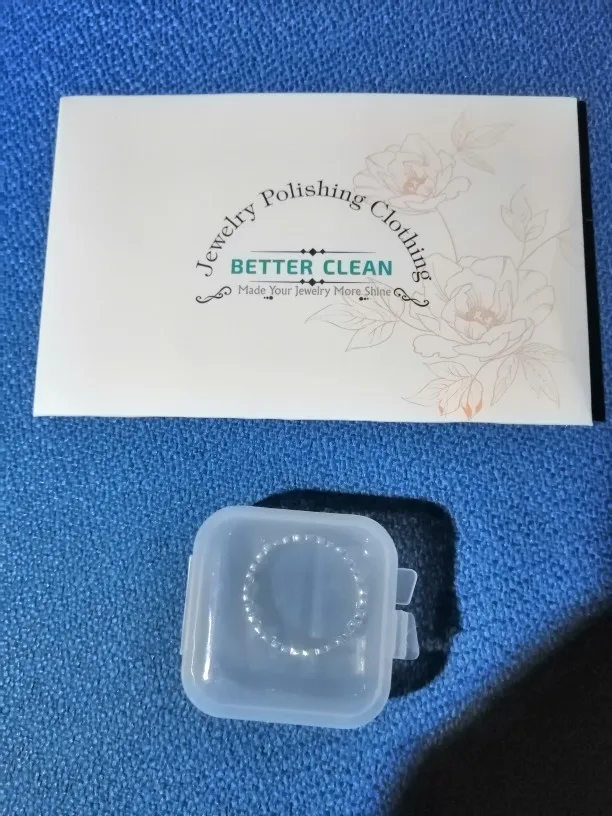 Jewelry Polishing Clothing
BETTER CLEAN
Made Your Jewelry More Shine